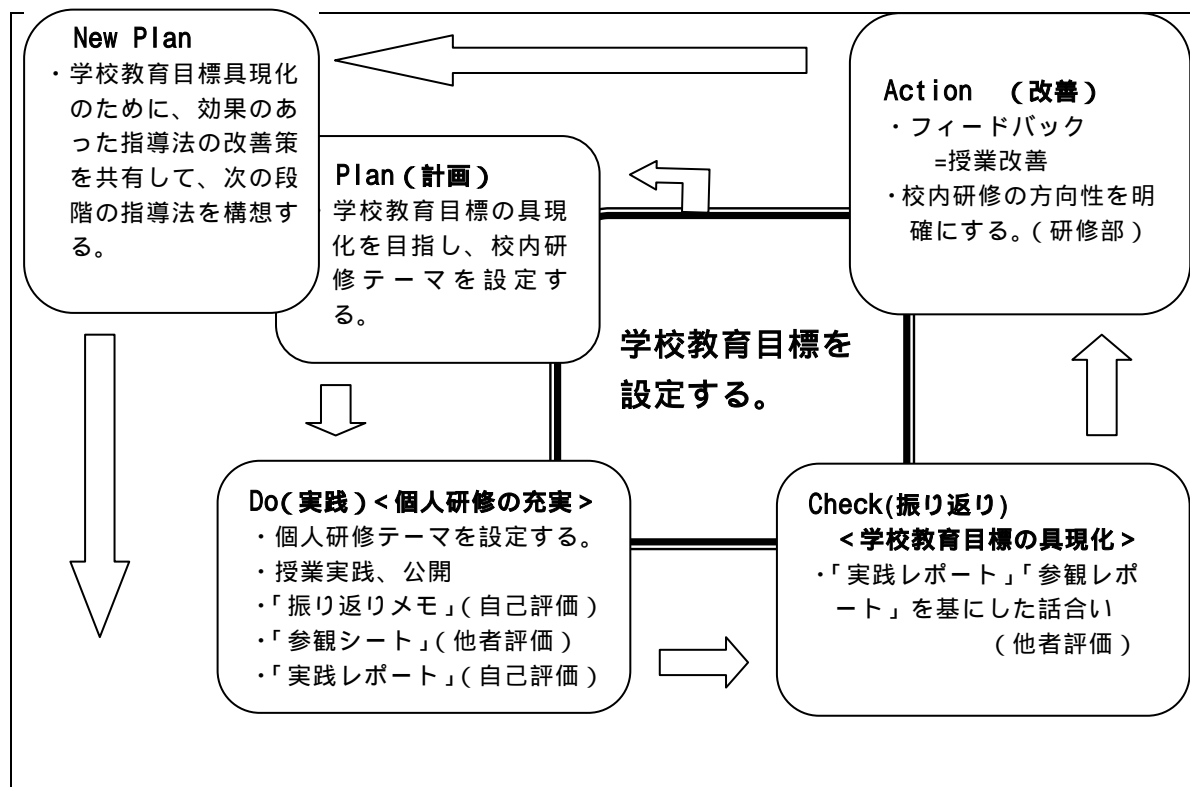 New Plan
・学校教育目標具現化
のために、効果のあ
った指導法の改善策
を共有して、次の段
階の指導法を構想す
る。
Plan(計画)
・学校教育目標の具現
化を目指し、校内研
修テーマを設定す
る。
Action (改善)
・フィードバック
=授業改善
・校内研修の方向性を明
確にする。(研修部)
学校教育目標を
設定する。
Do(実践)<個人研修の充実>
・個人研修テーマを設定する。
・授業実践、公開
・「振り返りメモ」(自己評価)
・「参観シート」(他者評価)
・「実践レポート」(自己評価)
Check(振り返り)
<学校教育目標の具現化>
・「実践レポート」「参観レポ
ート」を基にした話合い
(他者評価)